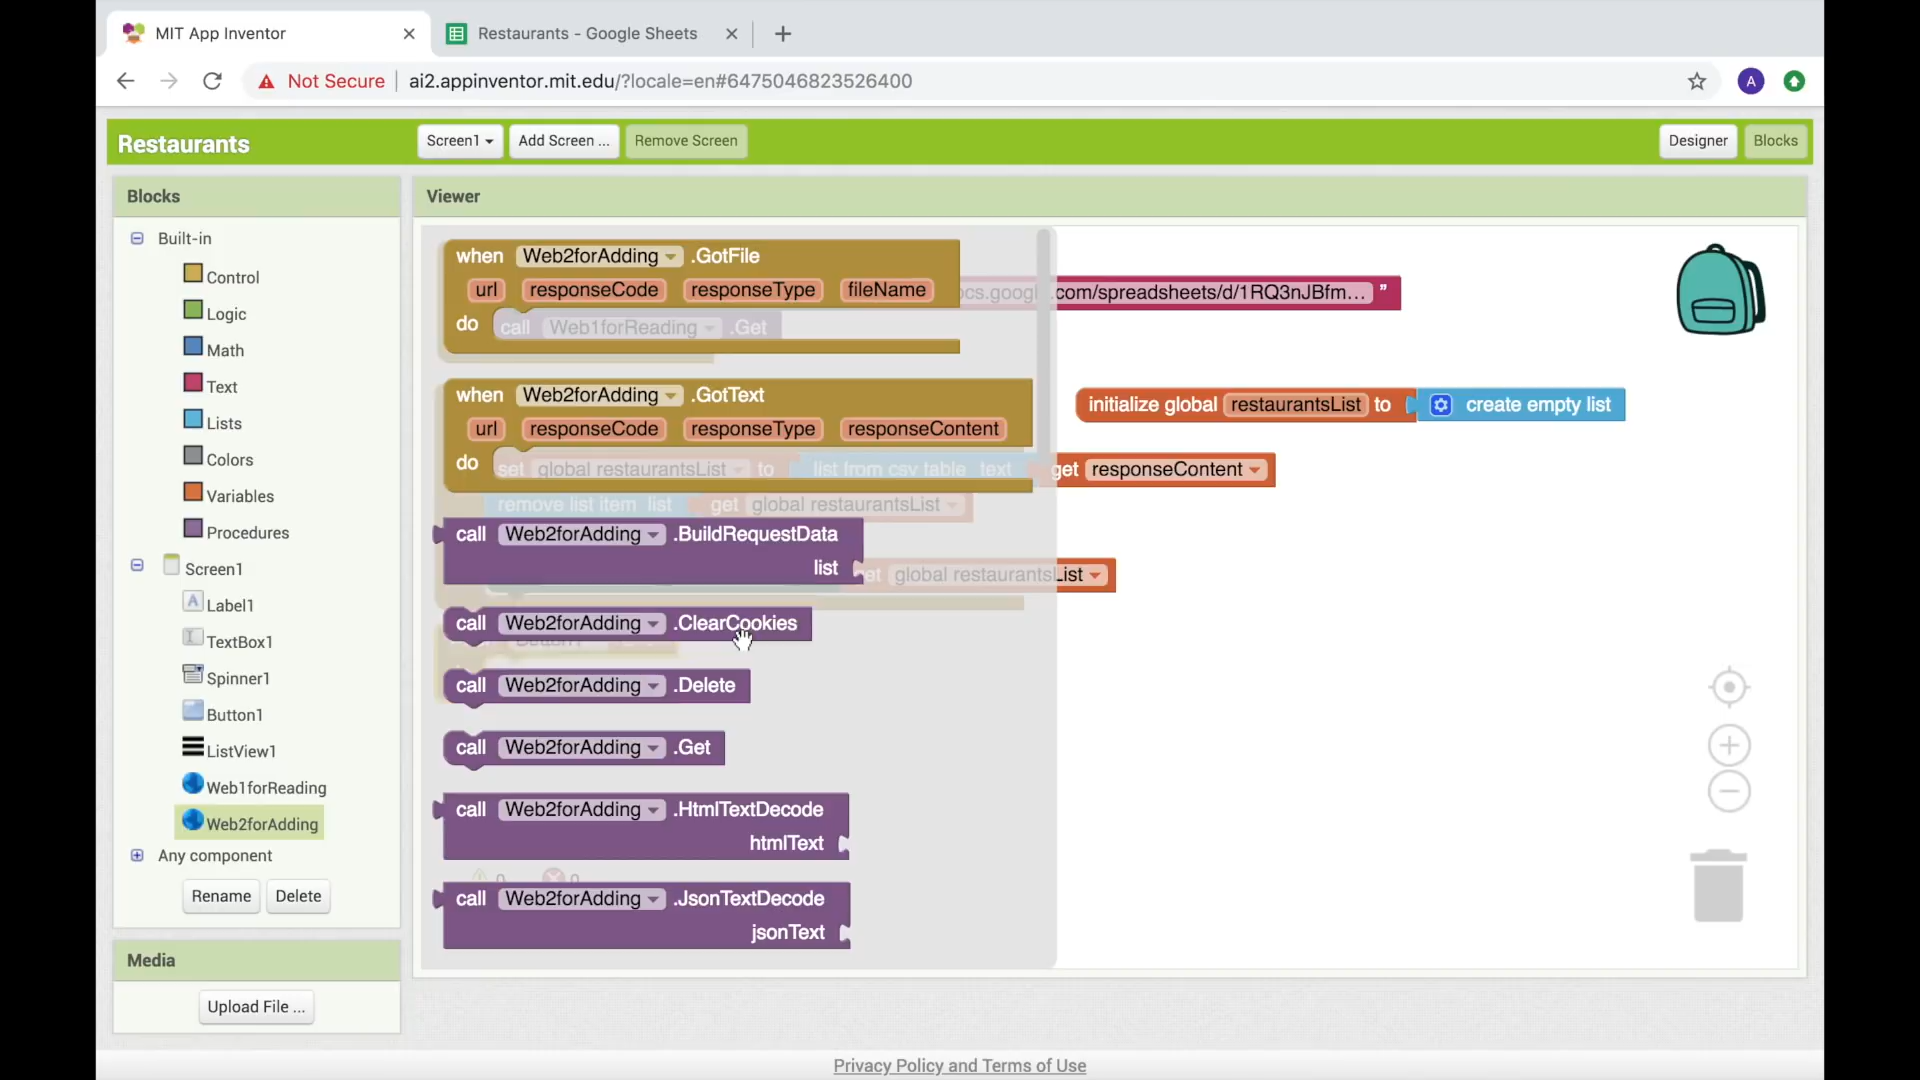 MIT App Inventor
Restaurants - Google Sheets
Not Secure ai2.appinventor.mit.edu/?locale=en#6475046823526400
A
Restaurants
Screen1 Add Screen ... Remove Screen Designer Blocks
Blocks
Built-in
Control
Logic
Math
Text
Lists
Colors
Variables
Procedures
Screen1
Label1
TextBox1
Spinner1
Button1
ListView1
Web1forReading
Web2forAdding
Any component
Rename Delete
Media
Upload File ...
Viewer
when Web2forAdding .GotFile
url responseCode responseType fileName
ocs.google.com/spreadsheets/d/1RQ3nJBfm... "
do call Web1forReading .Get
when Web2forAdding .GotText
initialize global restaurantsList to create empty list
url responseCode responseType responseContent
do set global restaurantsList to list from csv table text get responseContent
remove list item list get global restaurantsList
call Web2forAdding .BuildRequestData
list
get global restaurantsList
call Web2forAdding .ClearCookies
call Web2forAdding .Delete
call Web2forAdding .Get
call Web2forAdding .HtmlTextDecode
htmlText
0 0
call Web2forAdding .JsonTextDecode
jsonText
Privacy Policy and Terms of Use